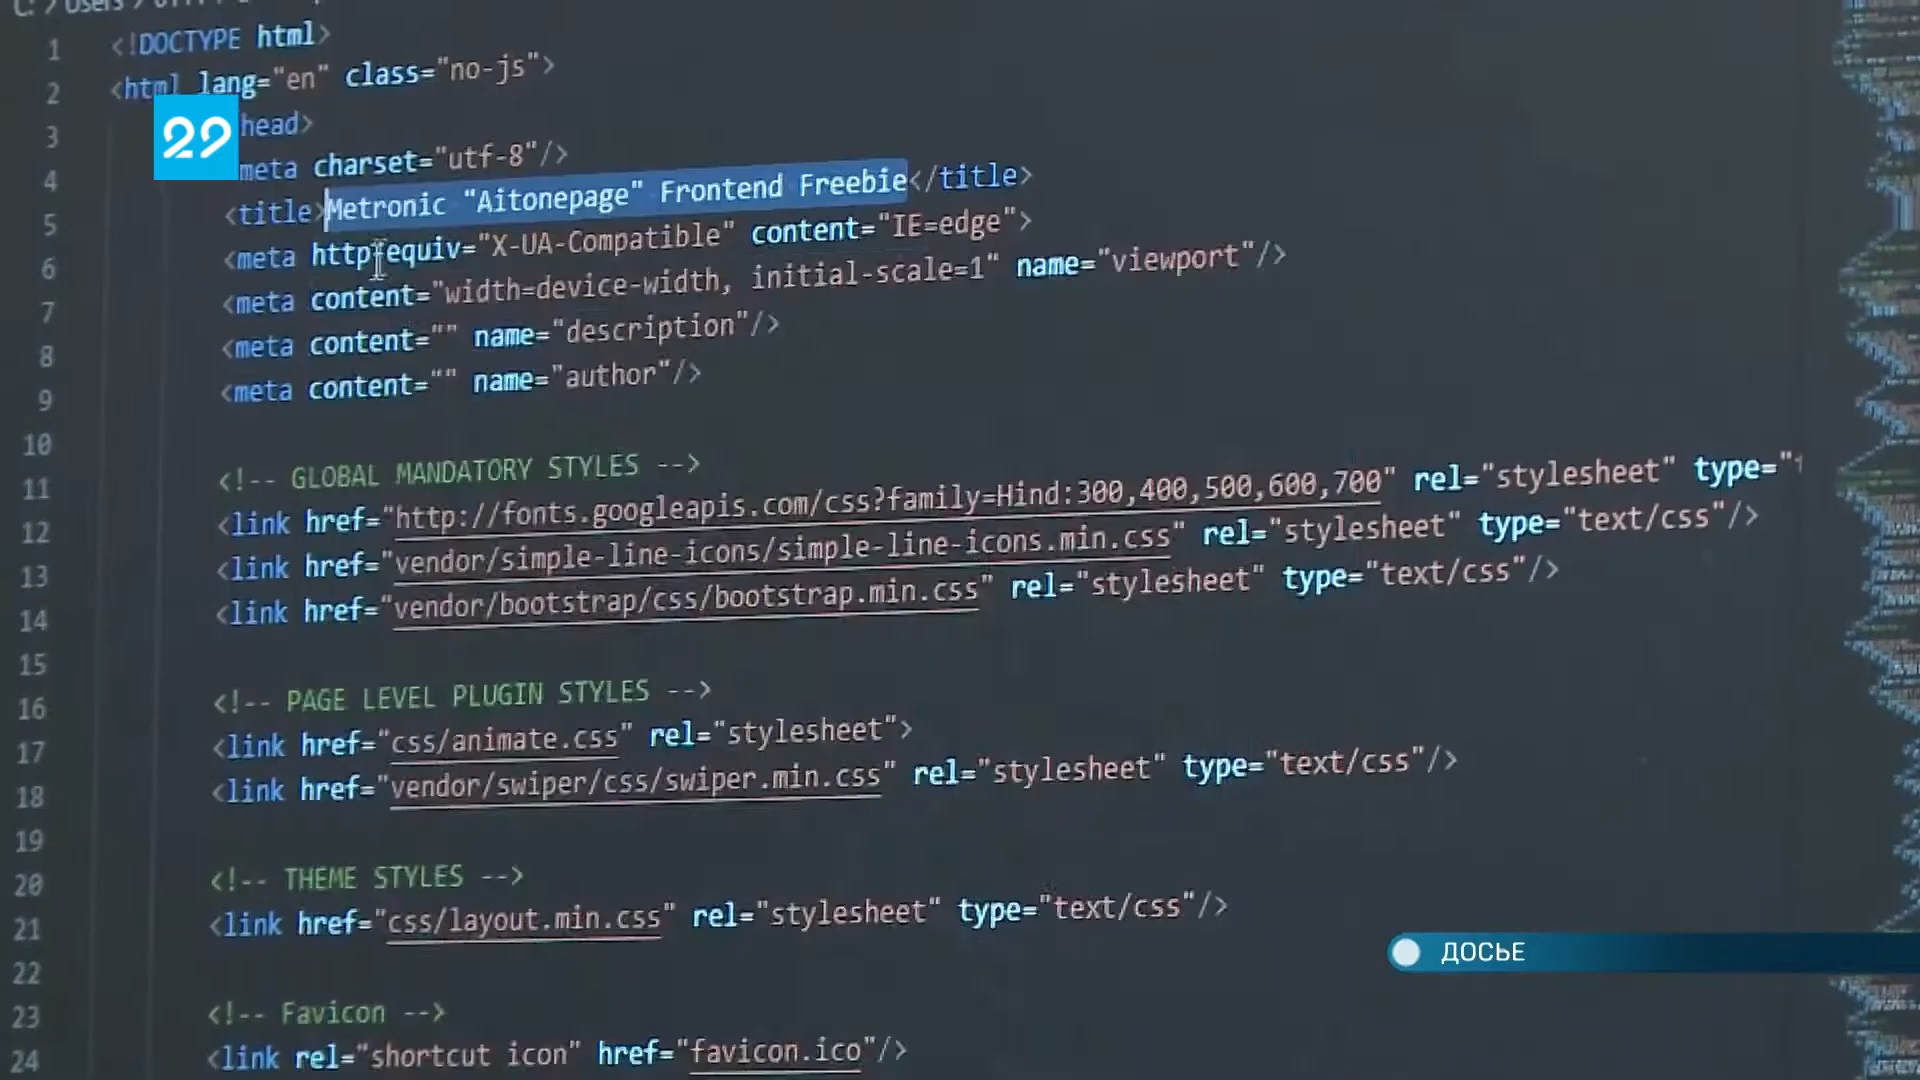 1 <!DOCTYPE html>
2 <html lang="en" class="no-js">
29
3 head>
4 meta charset="utf-8"/>
5 <title>Metronic "Aitonepage" Frontend Freebie</title>
6 <meta http-equiv="X-UA-Compatible" content="IE=edge">
7 <meta content="width=device-width, initial-scale=1" name="viewport"/>
8 <meta content="" name="description"/>
9 <meta content="" name="author"/>
10
11 <!-- GLOBAL MANDATORY STYLES -->
12 <link href="http://fonts.googleapis.com/css?family=Hind:300,400,500,600,700" rel="stylesheet" type="
13 <link href="vendor/simple-line-icons/simple-line-icons.min.css" rel="stylesheet" type="text/css"/>
14 <link href="vendor/bootstrap/css/bootstrap.min.css" rel="stylesheet" type="text/css"/>
15
16 <!-- PAGE LEVEL PLUGIN STYLES -->
17 <link href="css/animate.css" rel="stylesheet">
18 <link href="vendor/swiper/css/swiper.min.css" rel="stylesheet" type="text/css"/>
19
20 <!-- THEME STYLES -->
21 <link href="css/layout.min.css" rel="stylesheet" type="text/css"/>
ДОСЬЕ
22
23 <!-- Favicon -->
24 <link rel="shortcut icon" href="favicon.ico"/>